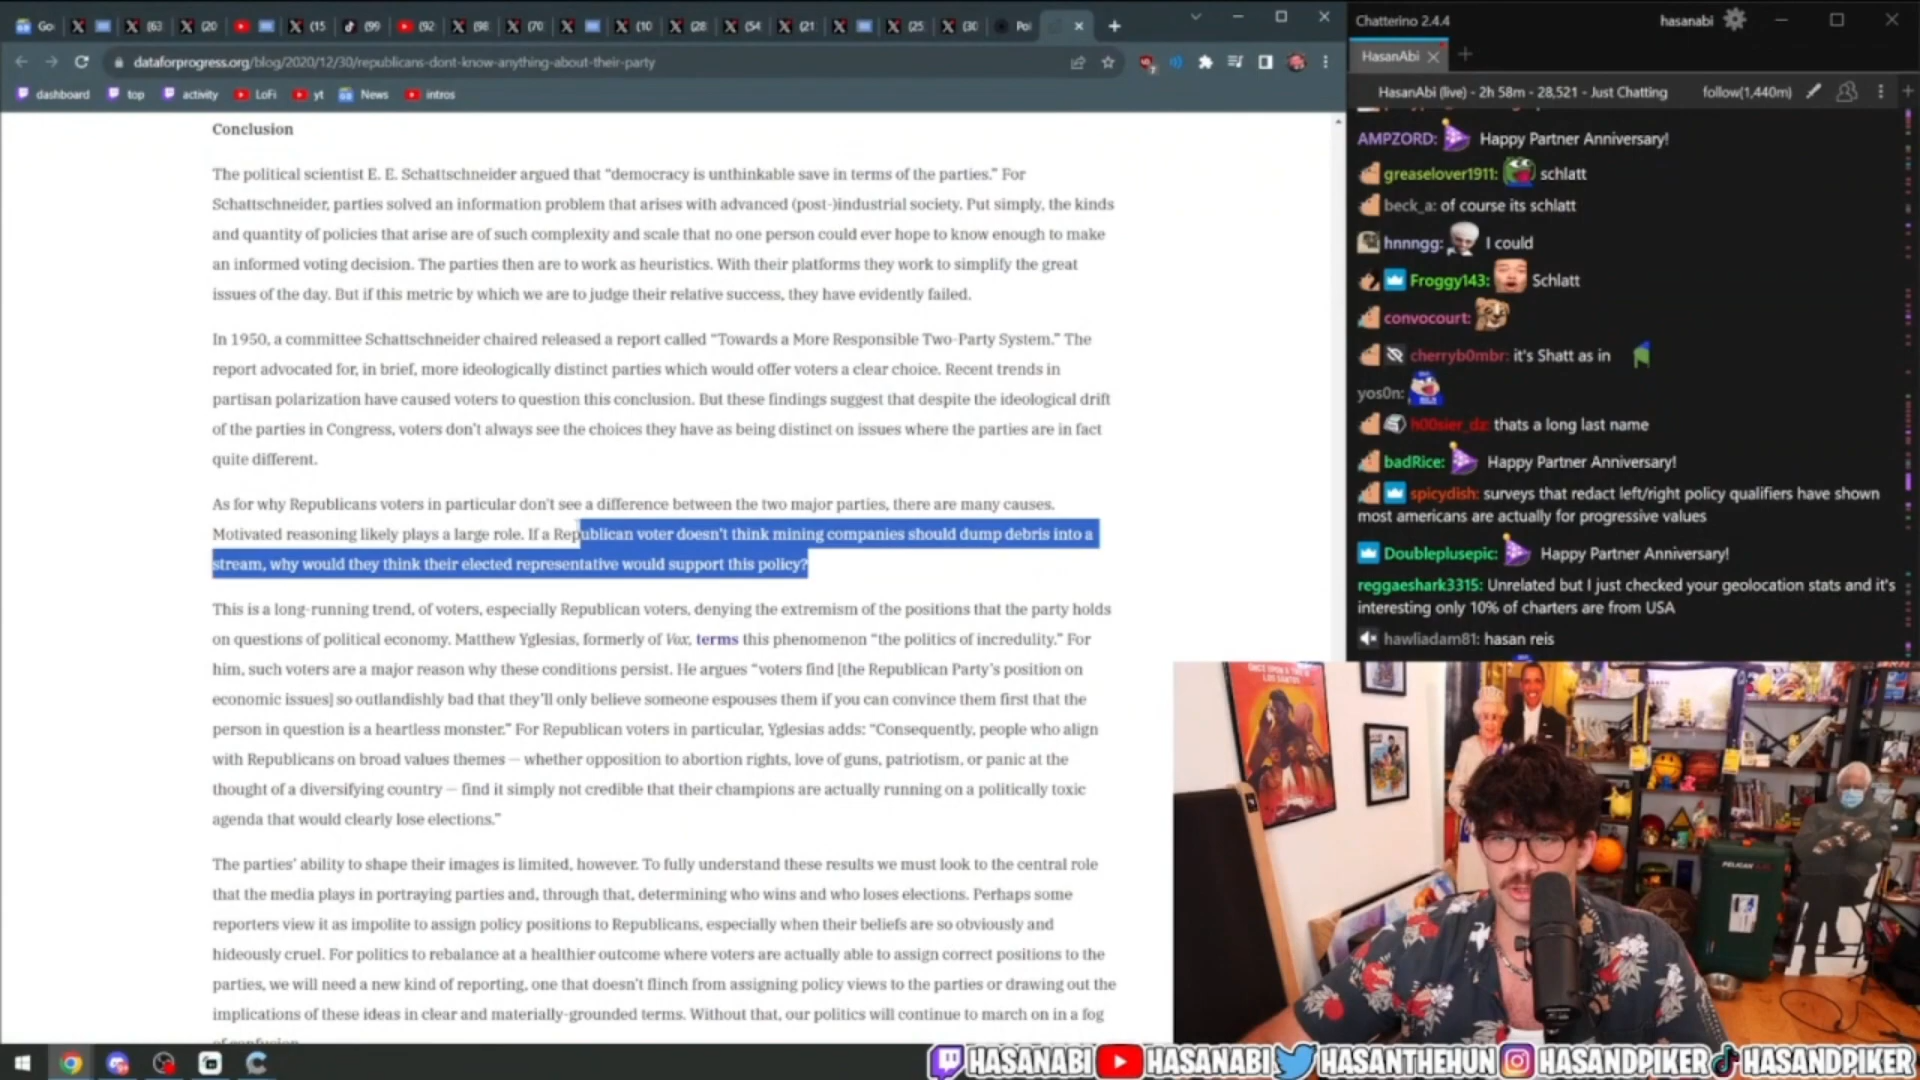 Go
(63
(20
(15
(99
(92
(98
(70
(10
(28
(54
(21
(25
(30
Poi
dataforprogress.org/blog/2020/12/30/republicans-dont-know-anything-about-their-party
dashboard
top
activity
LoFi
yt
News
intros
Conclusion
The political scientist E. E. Schattschneider argued that “democracy is unthinkable save in terms of the parties.” For
Schattschneider, parties solved an information problem that arises with advanced (post-)industrial society. Put simply, the kinds
and quantity of policies that arise are of such complexity and scale that no one person could ever hope to know enough to make
an informed voting decision. The parties then are to work as heuristics. With their platforms they work to simplify the great
issues of the day. But if this metric by which we are to judge their relative success, they have evidently failed.
In 1950, a committee Schattschneider chaired released a report called “Towards a More Responsible Two-Party System.” The
report advocated for, in brief, more ideologically distinct parties which would offer voters a clear choice. Recent trends in
partisan polarization have caused voters to question this conclusion. But these findings suggest that despite the ideological drift
of the parties in Congress, voters don’t always see the choices they have as being distinct on issues where the parties are in fact
quite different.
As for why Republicans voters in particular don’t see a difference between the two major parties, there are many causes.
Motivated reasoning likely plays a large role. If a Republican voter doesn’t think mining companies should dump debris into a
stream, why would they think their elected representative would support this policy?
This is a long-running trend, of voters, especially Republican voters, denying the extremism of the positions that the party holds
on questions of political economy. Matthew Yglesias, formerly of Vox, terms this phenomenon “the politics of incredulity.” For
him, such voters are a major reason why these conditions persist. He argues “voters find [the Republican Party’s position on
economic issues] so outlandishly bad that they’ll only believe someone espouses them if you can convince them first that the
person in question is a heartless monster.” For Republican voters in particular, Yglesias adds: “Consequently, people who align
with Republicans on broad values themes — whether opposition to abortion rights, love of guns, patriotism, or panic at the
thought of a diversifying country — find it simply not credible that their champions are actually running on a politically toxic
agenda that would clearly lose elections.”
The parties’ ability to shape their images is limited, however. To fully understand these results we must look to the central role
that the media plays in portraying parties and, through that, determining who wins and who loses elections. Perhaps some
reporters view it as impolite to assign policy positions to Republicans, especially when their beliefs are so obviously and
hideously cruel. For politics to rebalance at a healthier outcome where voters are actually able to assign correct positions to the
parties, we will need a new kind of reporting, one that doesn’t flinch from assigning policy views to the parties or drawing out the
implications of these ideas in clear and materially-grounded terms. Without that, our politics will continue to march on in a fog
of confusion.
Chatterino 2.4.4
hasanabi
HasanAbi
HasanAbi (live) - 2h 58m - 28,521 - Just Chatting
follow(1,440m)
AMPZORD: Happy Partner Anniversary!
greaselover1911: schlatt
beck_a: of course its schlatt
hnnngg: I could
Froggy143: Schlatt
convocourt:
cherryb0mbr: it's Shatt as in
yos0n:
h00sier_dz: thats a long last name
badRice: Happy Partner Anniversary!
spicydish: surveys that redact left/right policy qualifiers have shown
most americans are actually for progressive values
Doubleplusepic: Happy Partner Anniversary!
reggaeshark3315: Unrelated but I just checked your geolocation stats and it's
interesting only 10% of charters are from USA
hawliadam81: hasan reis
LOS SANTOS
PELICAN
HASANABI
HASANABI
HASANTHEHUN
HASANDPIKER
HASANDPIKER